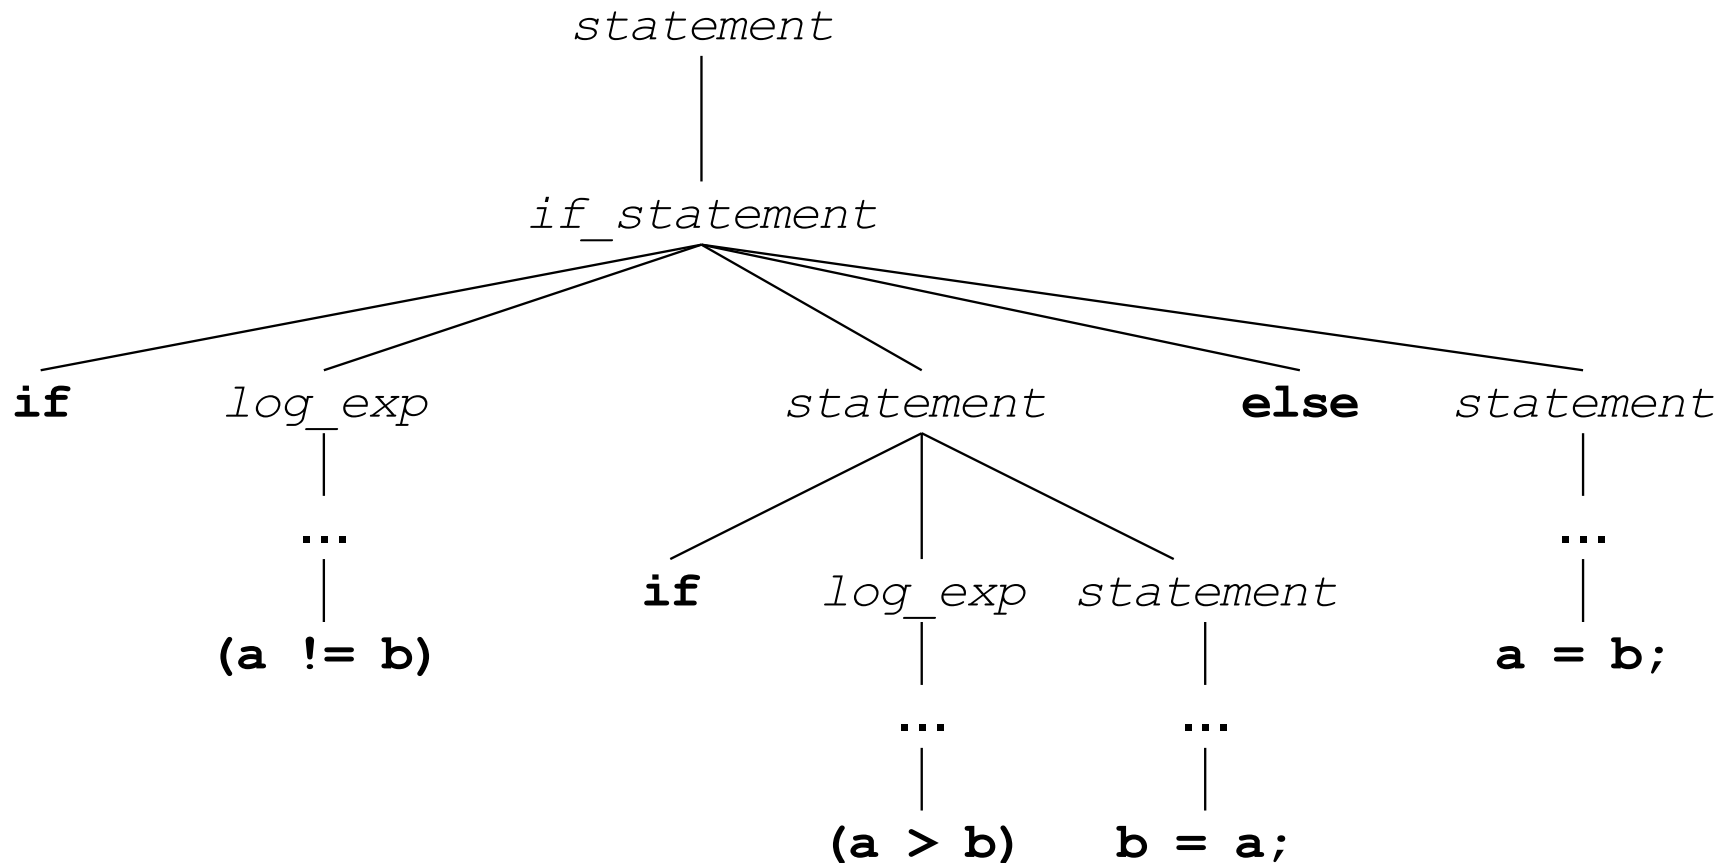 statement
if_statement
if log_exp statement else statement
... ...
if log_exp statement
(a != b) a = b;
... ...
(a > b) b = a;